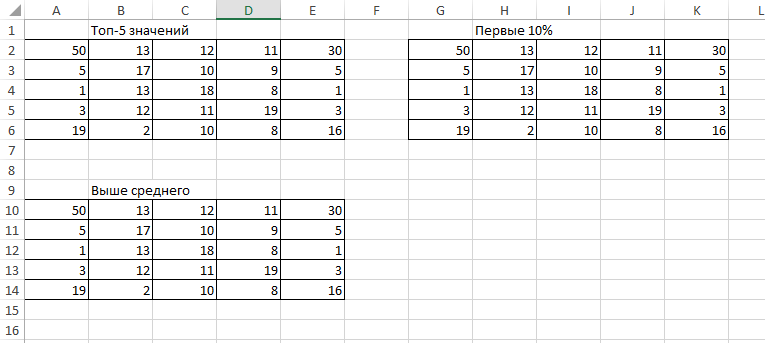 A B C D E F G H I J K L
1 Топ-5 значений Первые 10%
2 50 13 12 11 30 50 13 12 11 30
3 5 17 10 9 5 5 17 10 9 5
4 1 13 18 8 1 1 13 18 8 1
5 3 12 11 19 3 3 12 11 19 3
6 19 2 10 8 16 19 2 10 8 16
7
8
9 Выше среднего
10 50 13 12 11 30
11 5 17 10 9 5
12 1 13 18 8 1
13 3 12 11 19 3
14 19 2 10 8 16
15
16